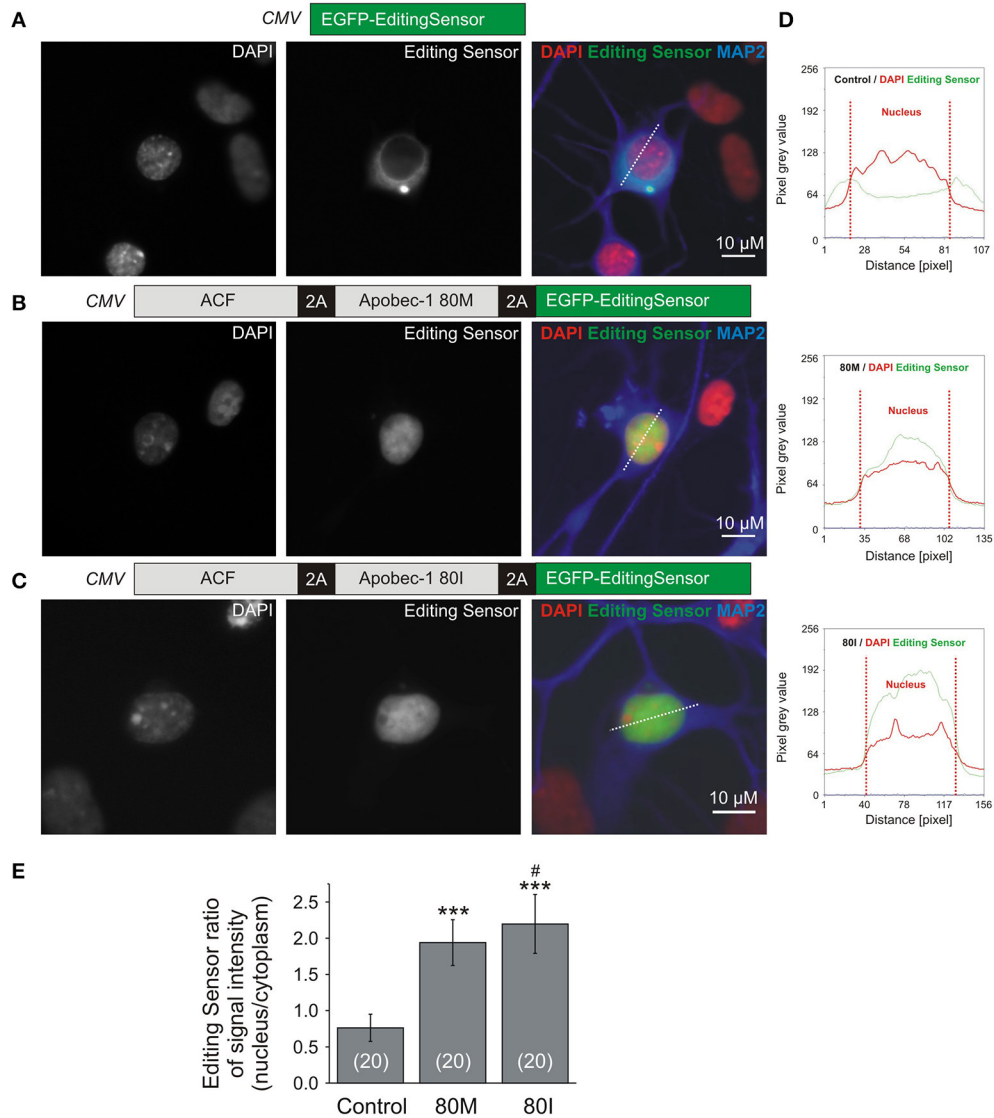 A
CMV EGFP-EditingSensor
DAPI
Editing Sensor
DAPI Editing Sensor MAP2
10 µM
D
256
192
128
64
0
Control / DAPI Editing Sensor
Nucleus
Pixel grey value
1 28 54 81 107
Distance [pixel]
B
CMV ACF 2A Apobec-1 80M 2A EGFP-EditingSensor
DAPI
Editing Sensor
DAPI Editing Sensor MAP2
10 µM
256
192
128
64
0
80M / DAPI Editing Sensor
Nucleus
Pixel grey value
1 35 68 102 135
Distance [pixel]
C
CMV ACF 2A Apobec-1 80I 2A EGFP-EditingSensor
DAPI
Editing Sensor
DAPI Editing Sensor MAP2
10 µM
256
192
128
64
0
80I / DAPI Editing Sensor
Nucleus
Pixel grey value
1 40 78 117 156
Distance [pixel]
E
Editing Sensor ratio
of signal intensity
(nucleus/cytoplasm)
2.5
2.0
1.5
1.0
0.5
0.0
***
#
***
(20) (20) (20)
Control 80M 80I